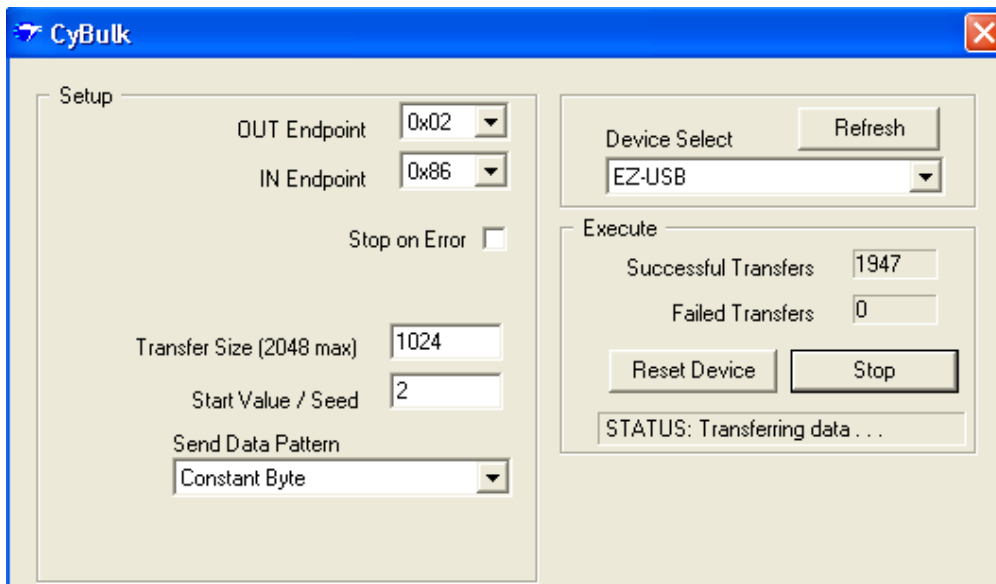 CyBulk
Setup
OUT Endpoint 0x02
IN Endpoint 0x86
Stop on Error
Transfer Size (2048 max) 1024
Start Value / Seed 2
Send Data Pattern
Constant Byte
Device Select Refresh
EZ-USB
Execute
Successful Transfers 1947
Failed Transfers 0
Reset Device Stop
STATUS: Transferring data . . .